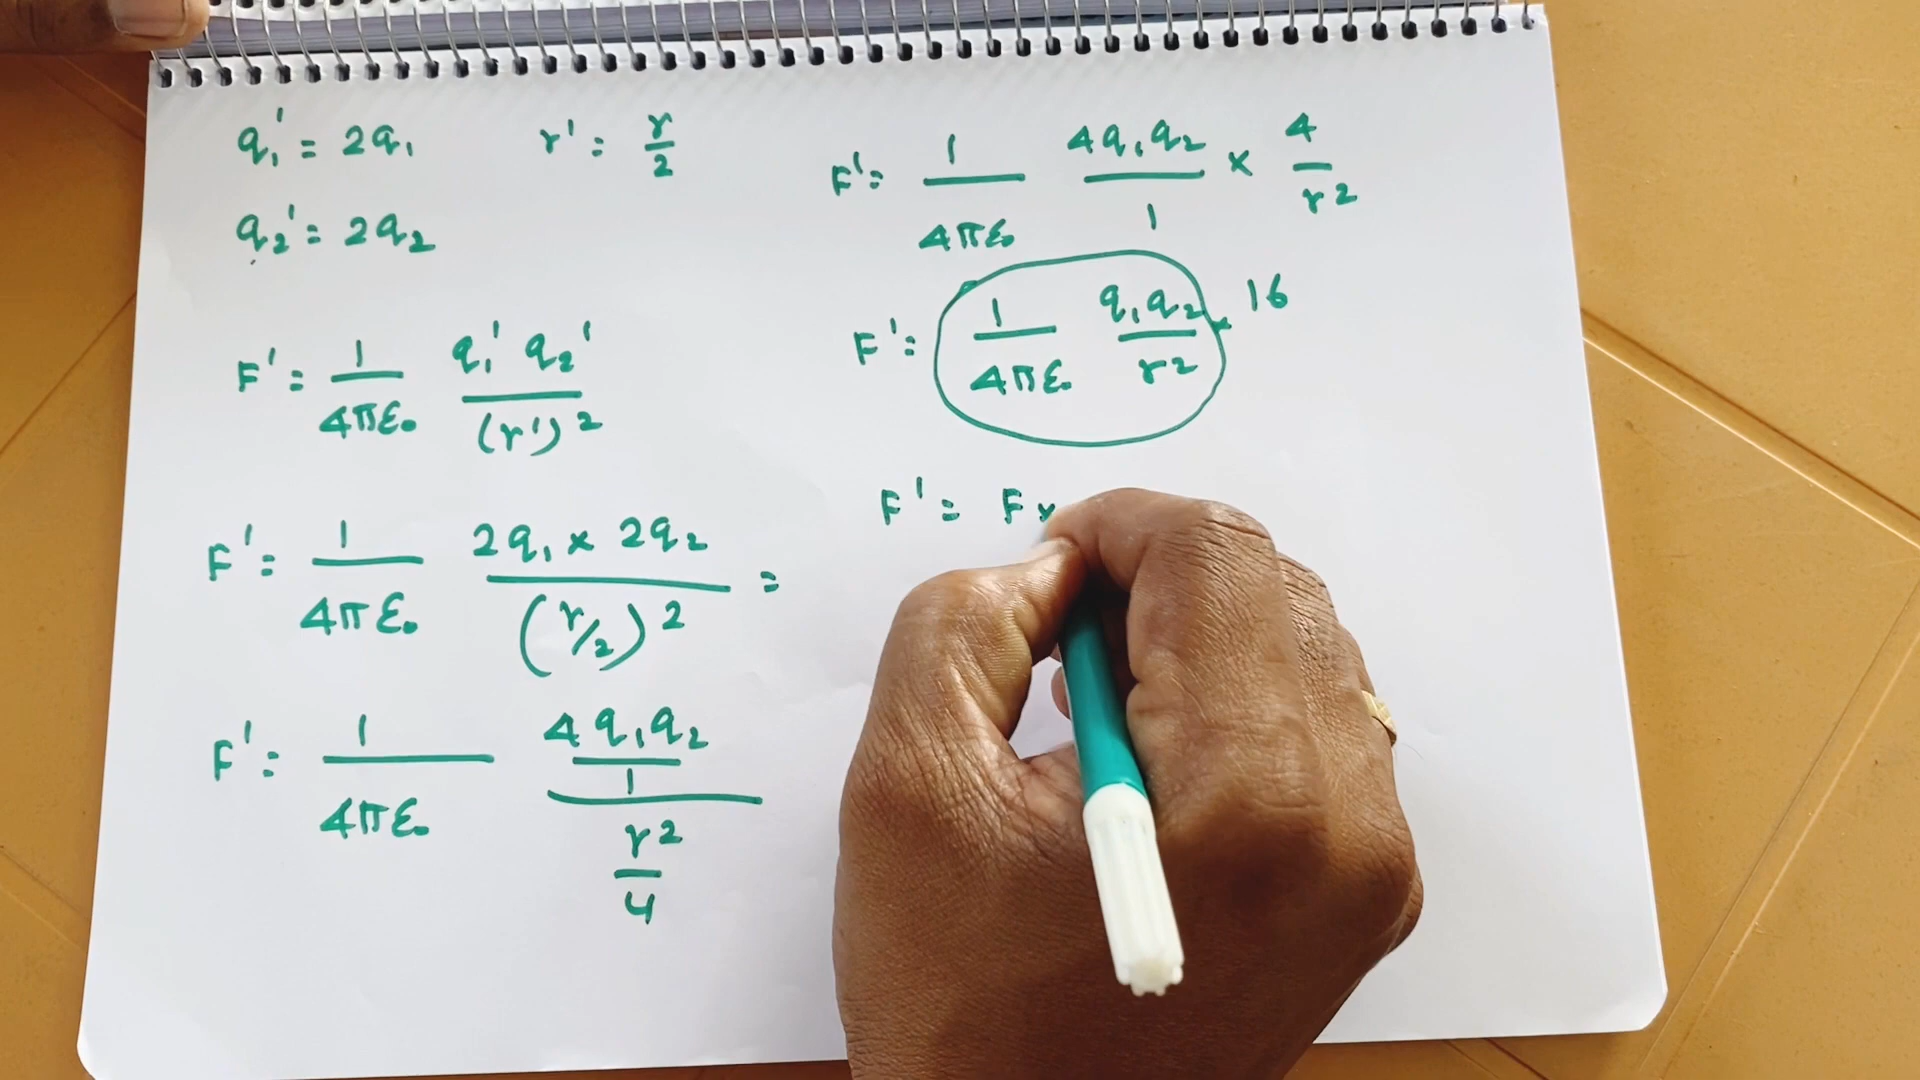 q₁' = 2q₁
r' = r/2
q₂' = 2q₂
F' = 1/4πε₀ q₁' q₂'/(r')²
F' = 1/4πε₀ 2q₁ × 2q₂/(r/2)² =
F' = 1/4πε₀ 4q₁q₂/1/r²/4
F' = 1/4πε₀ 4q₁q₂/1 × 4/r²
F' = 1/4πε₀ q₁q₂/r² × 16
F' = F ×